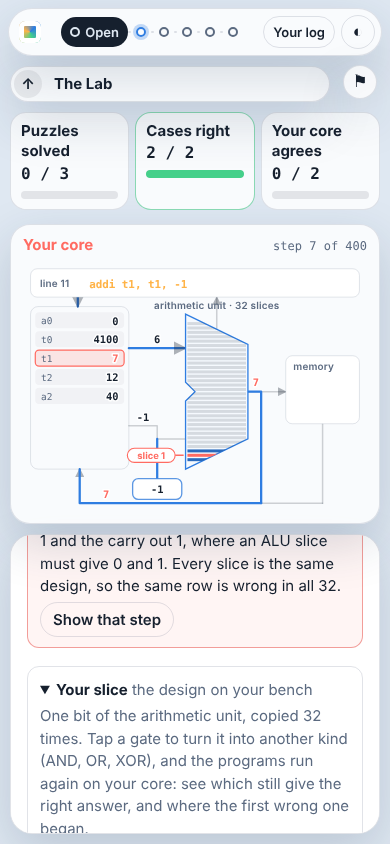 Open
Your log
The Lab
Puzzles solved
0 / 3
Cases right
2 / 2
Your core agrees
0 / 2
Your core
step 7 of 400
line 11
addi t1, t1, -1
arithmetic unit · 32 slices
a0 0
t0 4100
t1 7
t2 12
a2 40
6
-1
slice 1
-1
7
memory
7
1 and the carry out 1, where an ALU slice
must give 0 and 1. Every slice is the same
design, so the same row is wrong in all 32.
Show that step
Your slice the design on your bench
One bit of the arithmetic unit, copied 32
times. Tap a gate to turn it into another kind
(AND, OR, XOR), and the programs run
again on your core: see which still give the
right answer, and where the first wrong one
began.